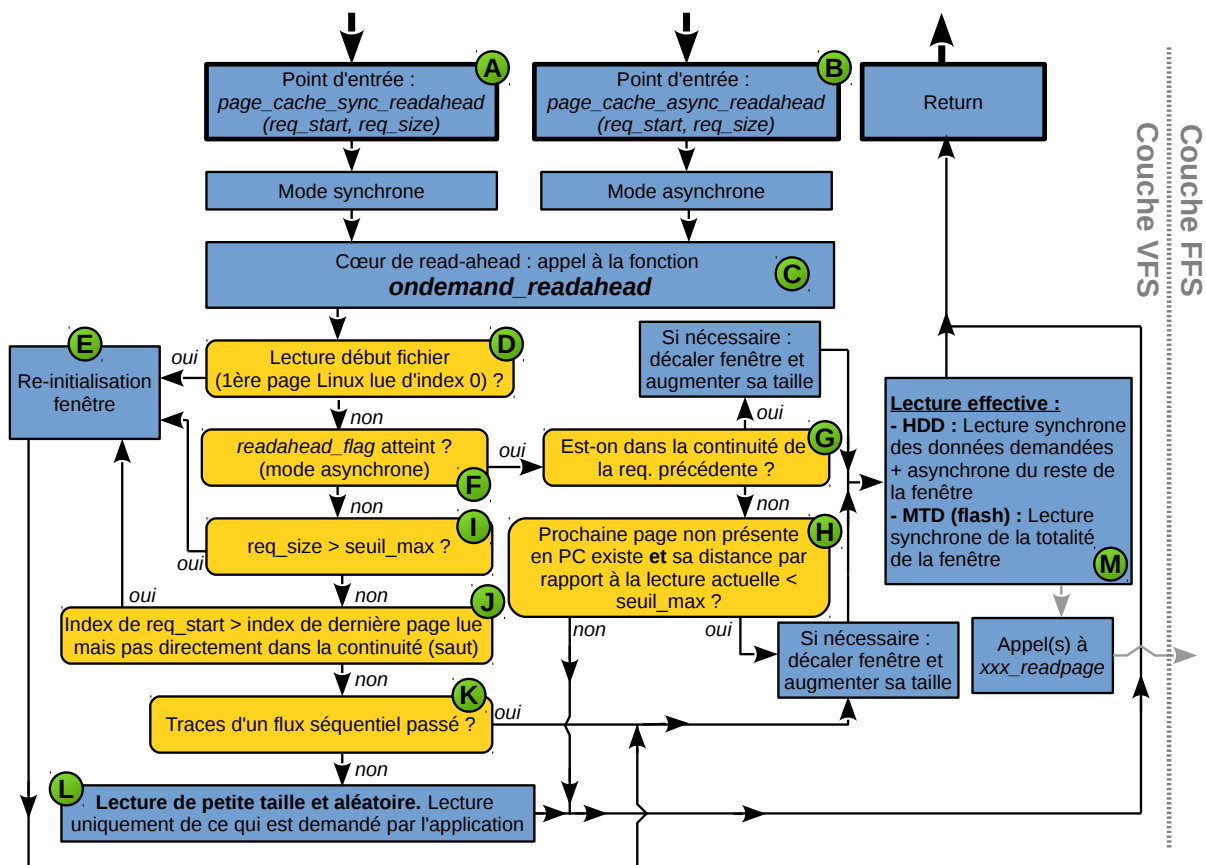 A
Point d'entrée :
page_cache_sync_readahead
(req_start, req_size)
B
Point d'entrée :
page_cache_async_readahead
(req_start, req_size)
Return
Couche VFS
Couche FFS
Mode synchrone
Mode asynchrone
Cœur de read-ahead : appel à la fonction
ondemand_readahead
C
E
Re-initialisation
fenêtre
oui
D
Lecture début fichier
(1ère page Linux lue d'index 0) ?
non
Si nécessaire :
décaler fenêtre et
augmenter sa taille
oui
readahead_flag atteint ?
(mode asynchrone)
F
oui
non
G
Est-on dans la continuité de
la req. précédente ?
non
Lecture effective :
- HDD : Lecture synchrone
des données demandées
+ asynchrone du reste de
la fenêtre
- MTD (flash) : Lecture
synchrone de la totalité
de la fenêtre
M
I
req_size > seuil_max ?
oui
non
H
Prochaine page non présente
en PC existe et sa distance par
rapport à la lecture actuelle <
seuil_max ?
non
oui
oui
J
Index de req_start > index de dernière page lue
mais pas directement dans la continuité (saut)
non
Si nécessaire :
décaler fenêtre et
augmenter sa taille
Appel(s) à
xxx_readpage
K
Traces d'un flux séquentiel passé ?
oui
non
L
Lecture de petite taille et aléatoire. Lecture
uniquement de ce qui est demandé par l'application